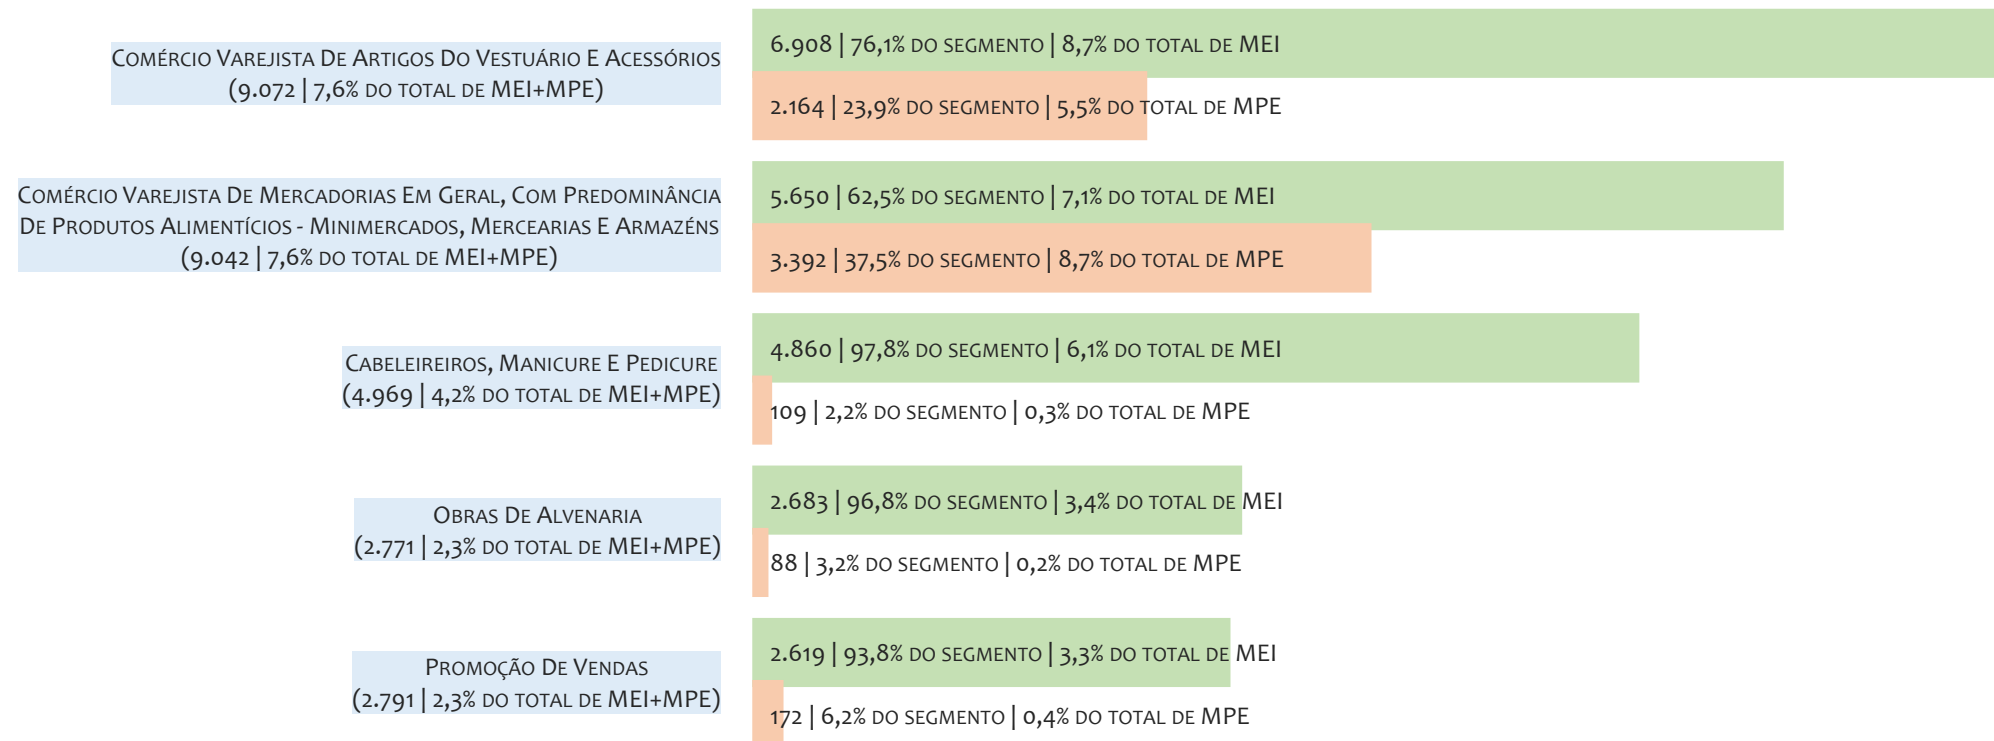 Comércio Varejista De Artigos Do Vestuário E Acessórios
(9.072 | 7,6% do total de MEI+MPE)
6.908 | 76,1% do segmento | 8,7% do total de MEI
2.164 | 23,9% do segmento | 5,5% do total de MPE
Comércio Varejista De Mercadorias Em Geral, Com Predominância
De Produtos Alimentícios - Minimercados, Mercearias E Armazéns
(9.042 | 7,6% do total de MEI+MPE)
5.650 | 62,5% do segmento | 7,1% do total de MEI
3.392 | 37,5% do segmento | 8,7% do total de MPE
Cabeleireiros, Manicure E Pedicure
(4.969 | 4,2% do total de MEI+MPE)
4.860 | 97,8% do segmento | 6,1% do total de MEI
109 | 2,2% do segmento | 0,3% do total de MPE
Obras De Alvenaria
(2.771 | 2,3% do total de MEI+MPE)
2.683 | 96,8% do segmento | 3,4% do total de MEI
88 | 3,2% do segmento | 0,2% do total de MPE
Promoção De Vendas
(2.791 | 2,3% do total de MEI+MPE)
2.619 | 93,8% do segmento | 3,3% do total de MEI
172 | 6,2% do segmento | 0,4% do total de MPE